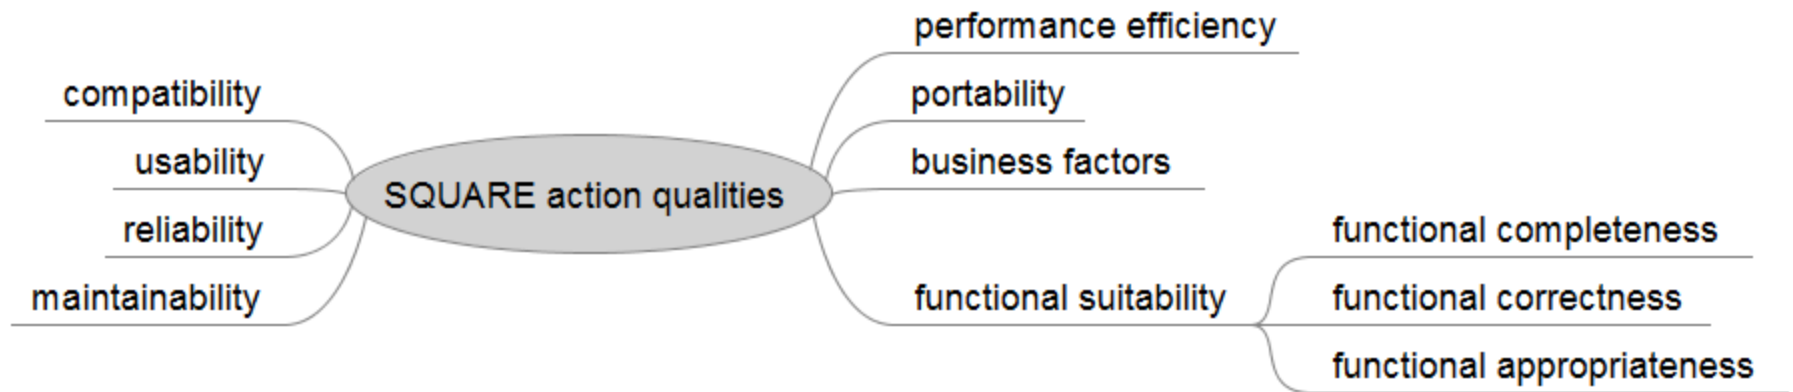 performance efficiency
compatibility
portability
usability
business factors
SQUARE action qualities
reliability
functional completeness
maintainability
functional suitability
functional correctness
functional appropriateness